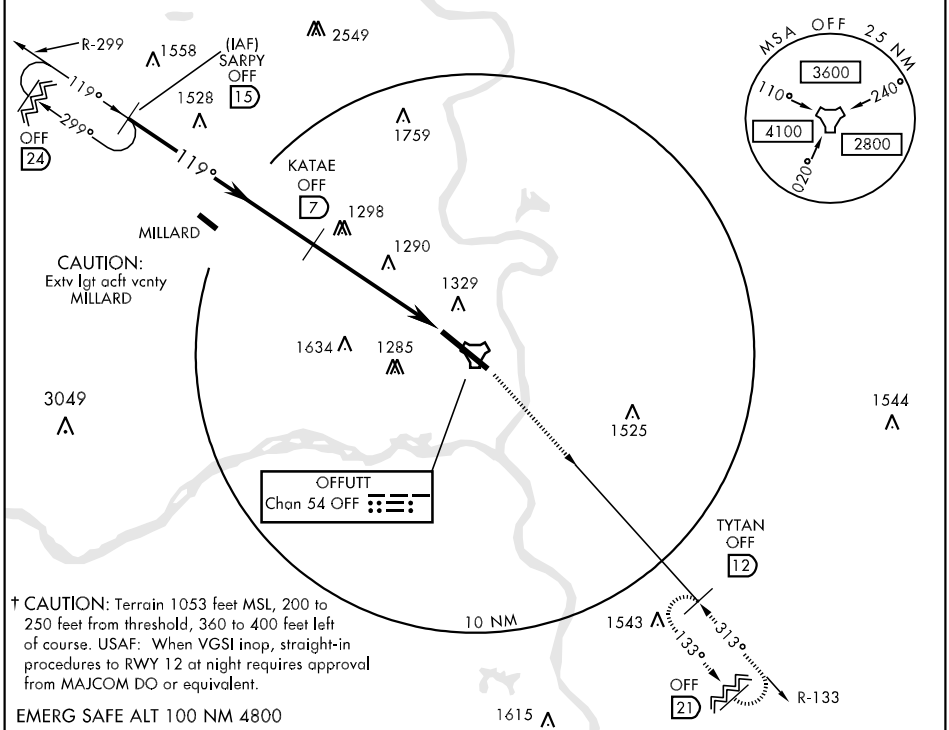 R-299
1558
2549
(IAF)
SARPY
OFF
15
119°
1528
299°
OFF
24
119°
1759
KATAE
OFF
7
1298
MILLARD
1290
CAUTION:
Extv lgt acft vcnty
MILLARD
1329
1634
1285
3049
1525
1544
OFFUTT
Chan 54 OFF
TYTAN
OFF
12
† CAUTION: Terrain 1053 feet MSL, 200 to
250 feet from threshold, 360 to 400 feet left
of course. USAF: When VGSI inop, straight-in
procedures to RWY 12 at night requires approval
from MAJCOM DO or equivalent.
10 NM
1543
313°
133°
OFF
21
R-133
EMERG SAFE ALT 100 NM 4800
1615
MSA OFF 25 NM
3600
110°
240°
4100
2800
020°